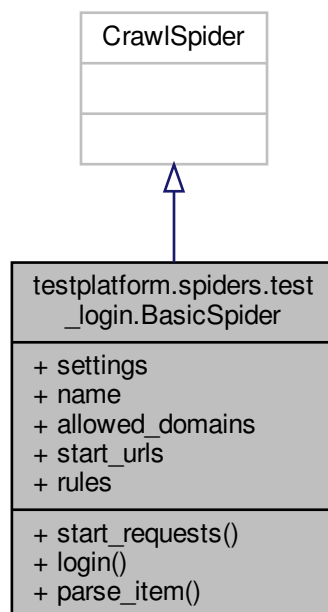 CrawlSpider
testplatform.spiders.test
_login.BasicSpider
+ settings
+ name
+ allowed_domains
+ start_urls
+ rules
+ start_requests()
+ login()
+ parse_item()